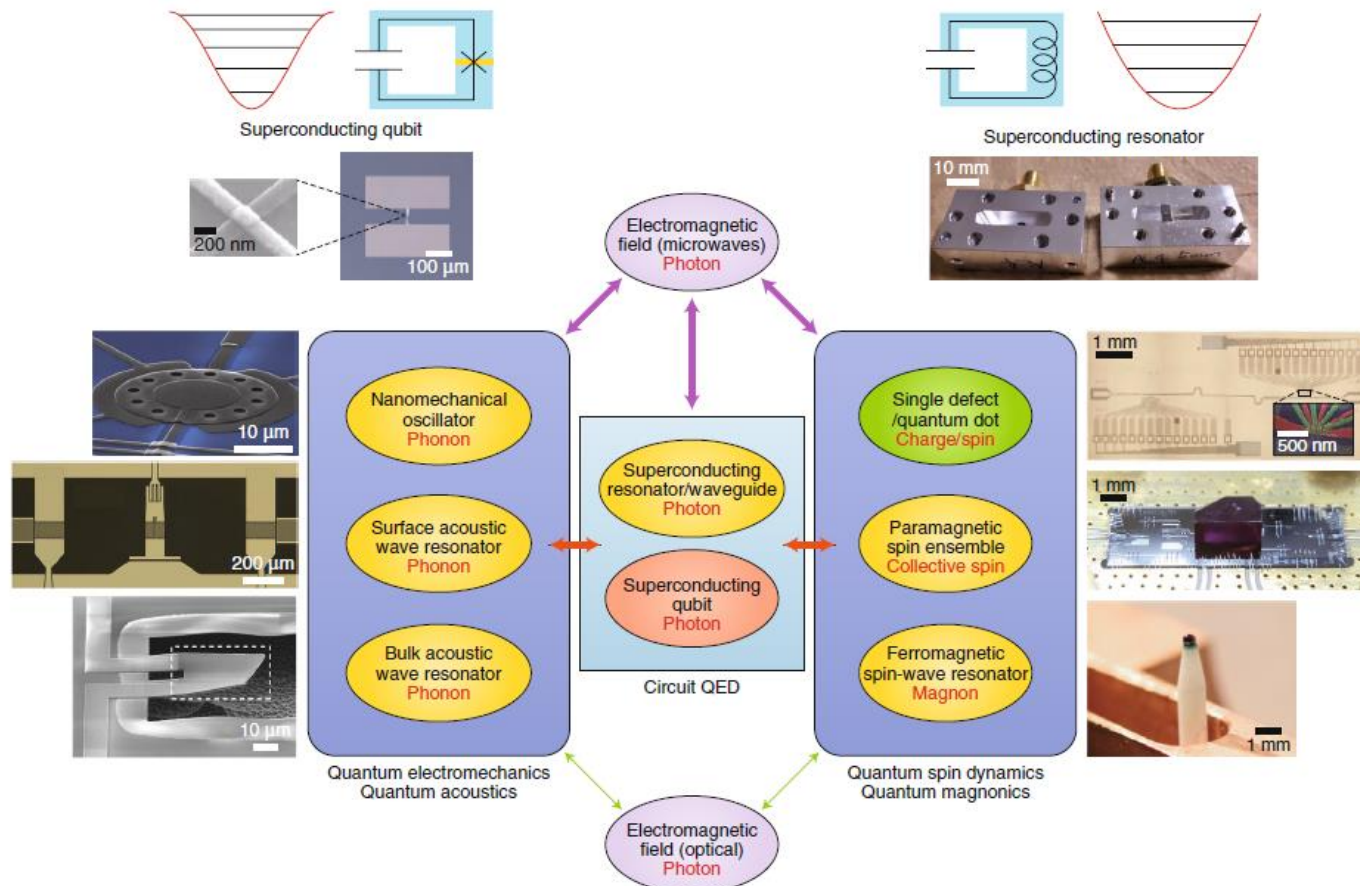 Superconducting qubit
Superconducting resonator
200 nm
100 µm
10 mm
Electromagnetic
field (microwaves)
Photon
10 µm
200 µm
10 µm
Nanomechanical
oscillator
Phonon
Surface acoustic
wave resonator
Phonon
Bulk acoustic
wave resonator
Phonon
Quantum electromechanics
Quantum acoustics
Superconducting
resonator/waveguide
Photon
Superconducting
qubit
Photon
Circuit QED
Single defect
/quantum dot
Charge/spin
Paramagnetic
spin ensemble
Collective spin
Ferromagnetic
spin-wave resonator
Magnon
Quantum spin dynamics
Quantum magnonics
1 mm
500 nm
1 mm
1 mm
Electromagnetic
field (optical)
Photon